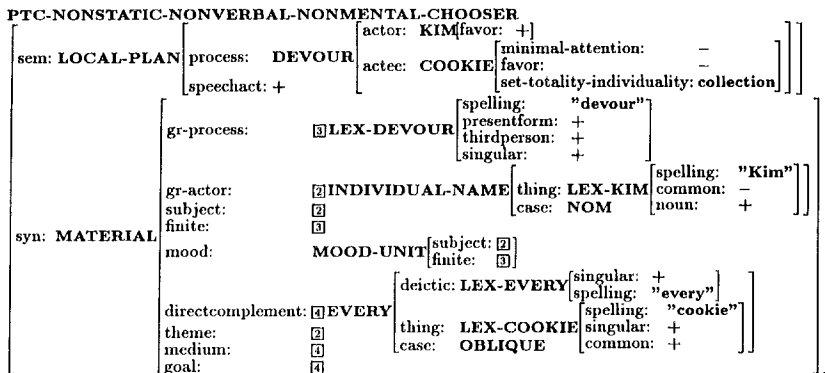 PTC-NONSTATIC-NONVERBAL-NONMENTAL-CHOOSER
actor: KIM[favor: +]
minimal-attention: −
sem: LOCAL-PLAN process: DEVOUR actee: COOKIE favor: −
speechact: + set-totality-individuality: collection
spelling: "devour"
gr-process: 3 LEX-DEVOUR presentform: +
thirdperson: +
singular: +
spelling: "Kim"
gr-actor: 2 INDIVIDUAL-NAME thing: LEX-KIM common: −
subject: 2 case: NOM noun: +
finite: 3
syn: MATERIAL mood: MOOD-UNIT subject: 2
finite: 3
deictic: LEX-EVERY singular: +
spelling: "every"
directcomplement: 4 EVERY spelling: "cookie"
theme: 2 thing: LEX-COOKIE singular: +
medium: 4 case: OBLIQUE common: +
goal: 4